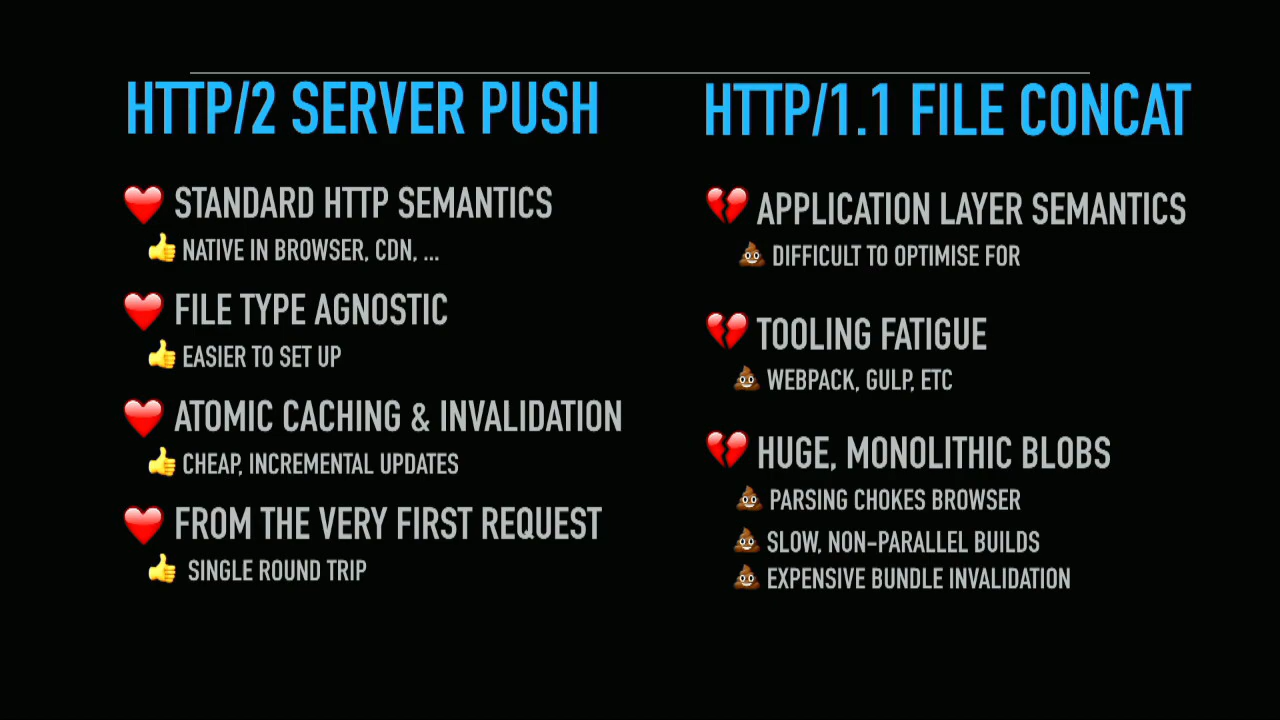 HTTP/2 SERVER PUSH
❤️ STANDARD HTTP SEMANTICS
👍 NATIVE IN BROWSER, CDN, ...
❤️ FILE TYPE AGNOSTIC
👍 EASIER TO SET UP
❤️ ATOMIC CACHING & INVALIDATION
👍 CHEAP, INCREMENTAL UPDATES
❤️ FROM THE VERY FIRST REQUEST
👍 SINGLE ROUND TRIP
HTTP/1.1 FILE CONCAT
💔 APPLICATION LAYER SEMANTICS
💩 DIFFICULT TO OPTIMISE FOR
💔 TOOLING FATIGUE
💩 WEBPACK, GULP, ETC
💔 HUGE, MONOLITHIC BLOBS
💩 PARSING CHOKES BROWSER
💩 SLOW, NON-PARALLEL BUILDS
💩 EXPENSIVE BUNDLE INVALIDATION